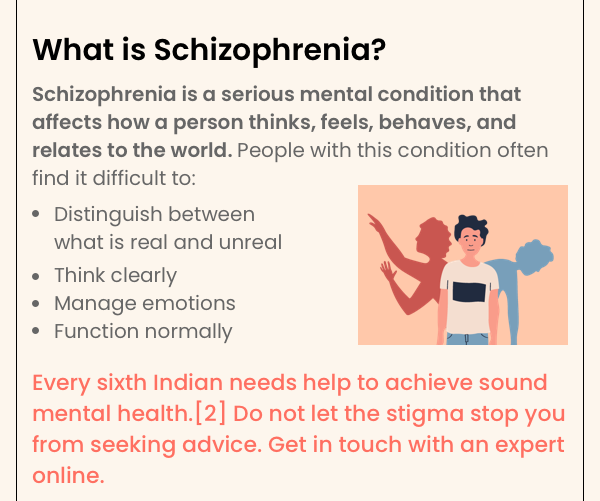 What is Schizophrenia?
Schizophrenia is a serious mental condition that
affects how a person thinks, feels, behaves, and
relates to the world. People with this condition often
find it difficult to:
• Distinguish between
what is real and unreal
• Think clearly
• Manage emotions
• Function normally
Every sixth Indian needs help to achieve sound
mental health.[2] Do not let the stigma stop you
from seeking advice. Get in touch with an expert
online.